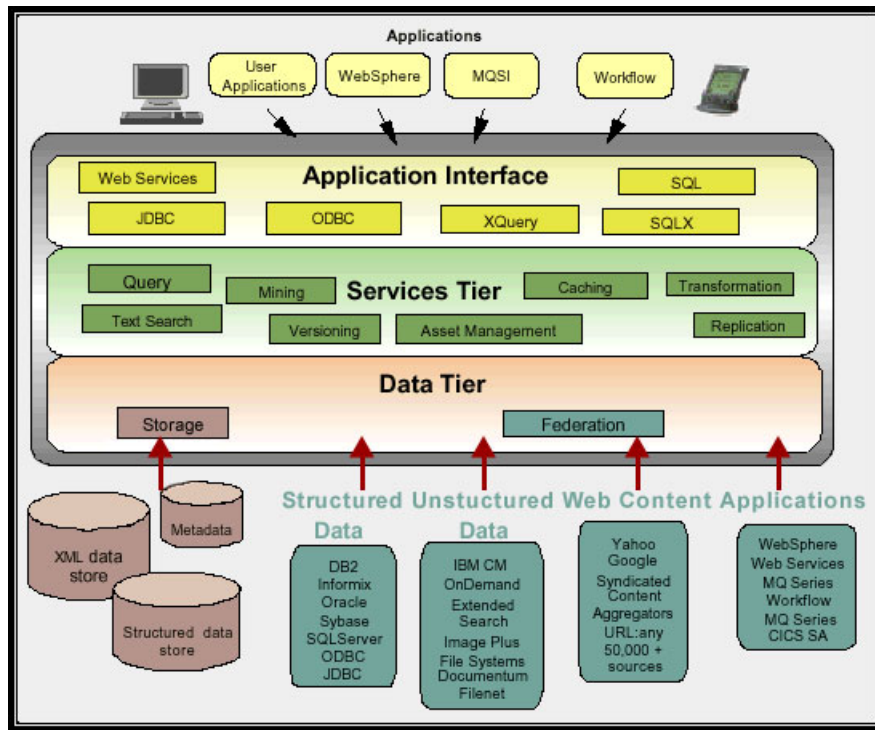 Applications
User
Applications
WebSphere
MQSI
Workflow
Application Interface
Web Services
SQL
JDBC
ODBC
XQuery
SQLX
Services Tier
Query
Mining
Caching
Transformation
Text Search
Versioning
Asset Management
Replication
Data Tier
Storage
Federation
Metadata
XML data
store
Structured data
store
Structured
Data
DB2
Informix
Oracle
Sybase
SQLServer
ODBC
JDBC
Unstuctured
Data
IBM CM
OnDemand
Extended
Search
Image Plus
File Systems
Documentum
Filenet
Web Content
Yahoo
Google
Syndicated
Content
Aggregators
URL:any
50,000 +
sources
Applications
WebSphere
Web Services
MQ Series
Workflow
MQ Series
CICS SA